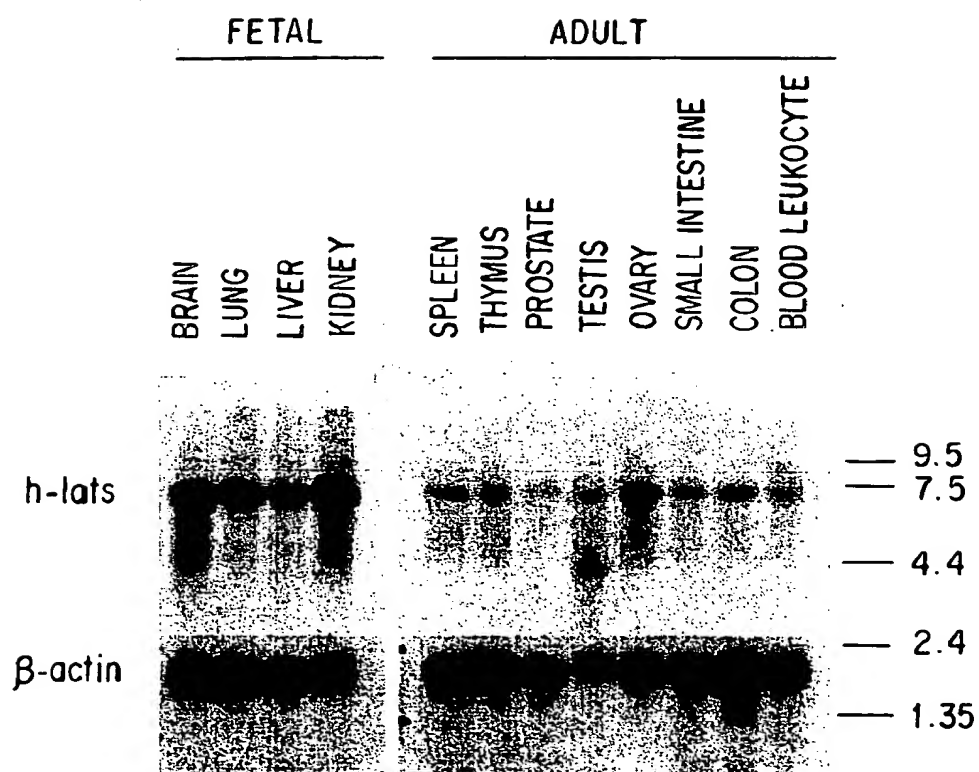 FETAL ADULT
BRAIN
LUNG
LIVER
KIDNEY
SPLEEN
THYMUS
PROSTATE
TESTIS
OVARY
SMALL INTESTINE
COLON
BLOOD LEUKOCYTE
h-lats
9.5
7.5
4.4
β-actin
2.4
1.35